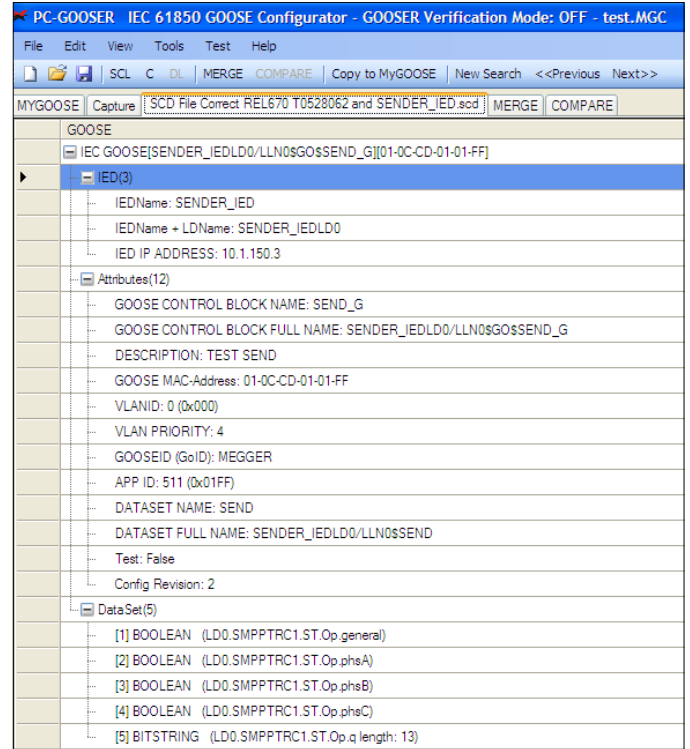 PC-GOOSER IEC 61850 GOOSE Configurator - GOOSER Verification Mode: OFF - test.MGC
File Edit View Tools Test Help
SCL C DL MERGE COMPARE Copy to MyGOOSE New Search <<Previous Next>>
MYGOOSE Capture SCD File Correct REL670 T0528062 and SENDER_IED.scd MERGE COMPARE
GOOSE
IEC GOOSE[SENDER_IEDLD0/LLN0$GO$SEND_G][01-0C-CD-01-01-FF]
IED(3)
IEDName: SENDER_IED
IEDName + LDName: SENDER_IEDLD0
IED IP ADDRESS: 10.1.150.3
Attributes(12)
GOOSE CONTROL BLOCK NAME: SEND_G
GOOSE CONTROL BLOCK FULL NAME: SENDER_IEDLD0/LLN0$GO$SEND_G
DESCRIPTION: TEST SEND
GOOSE MAC-Address: 01-0C-CD-01-01-FF
VLANID: 0 (0x000)
VLAN PRIORITY: 4
GOOSEID (GoID): MEGGER
APP ID: 511 (0x01FF)
DATASET NAME: SEND
DATASET FULL NAME: SENDER_IEDLD0/LLN0$SEND
Test: False
Config Revision: 2
DataSet(5)
[1] BOOLEAN (LD0.SMPPTRC1.ST.Op.general)
[2] BOOLEAN (LD0.SMPPTRC1.ST.Op.phsA)
[3] BOOLEAN (LD0.SMPPTRC1.ST.Op.phsB)
[4] BOOLEAN (LD0.SMPPTRC1.ST.Op.phsC)
[5] BITSTRING (LD0.SMPPTRC1.ST.Op.q length: 13)